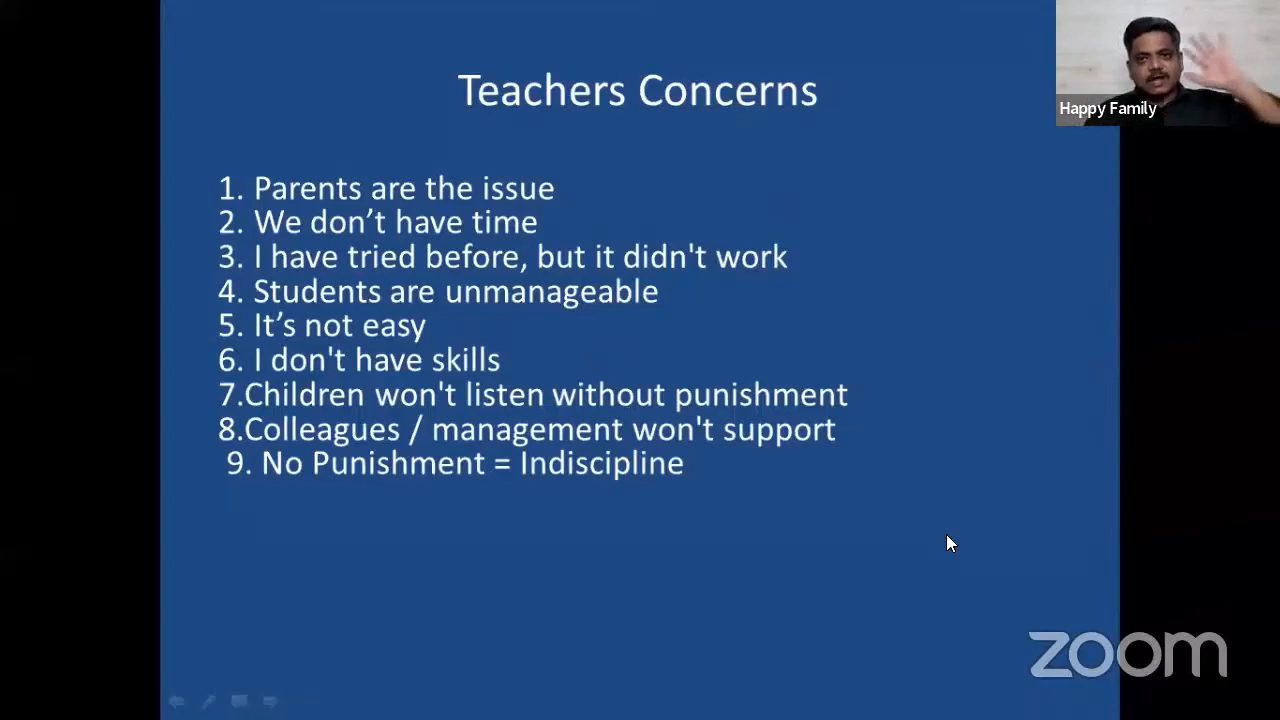 Teachers Concerns
Happy Family
1. Parents are the issue
2. We don’t have time
3. I have tried before, but it didn't work
4. Students are unmanageable
5. It’s not easy
6. I don't have skills
7.Children won't listen without punishment
8.Colleagues / management won't support
9. No Punishment = Indiscipline
zoom